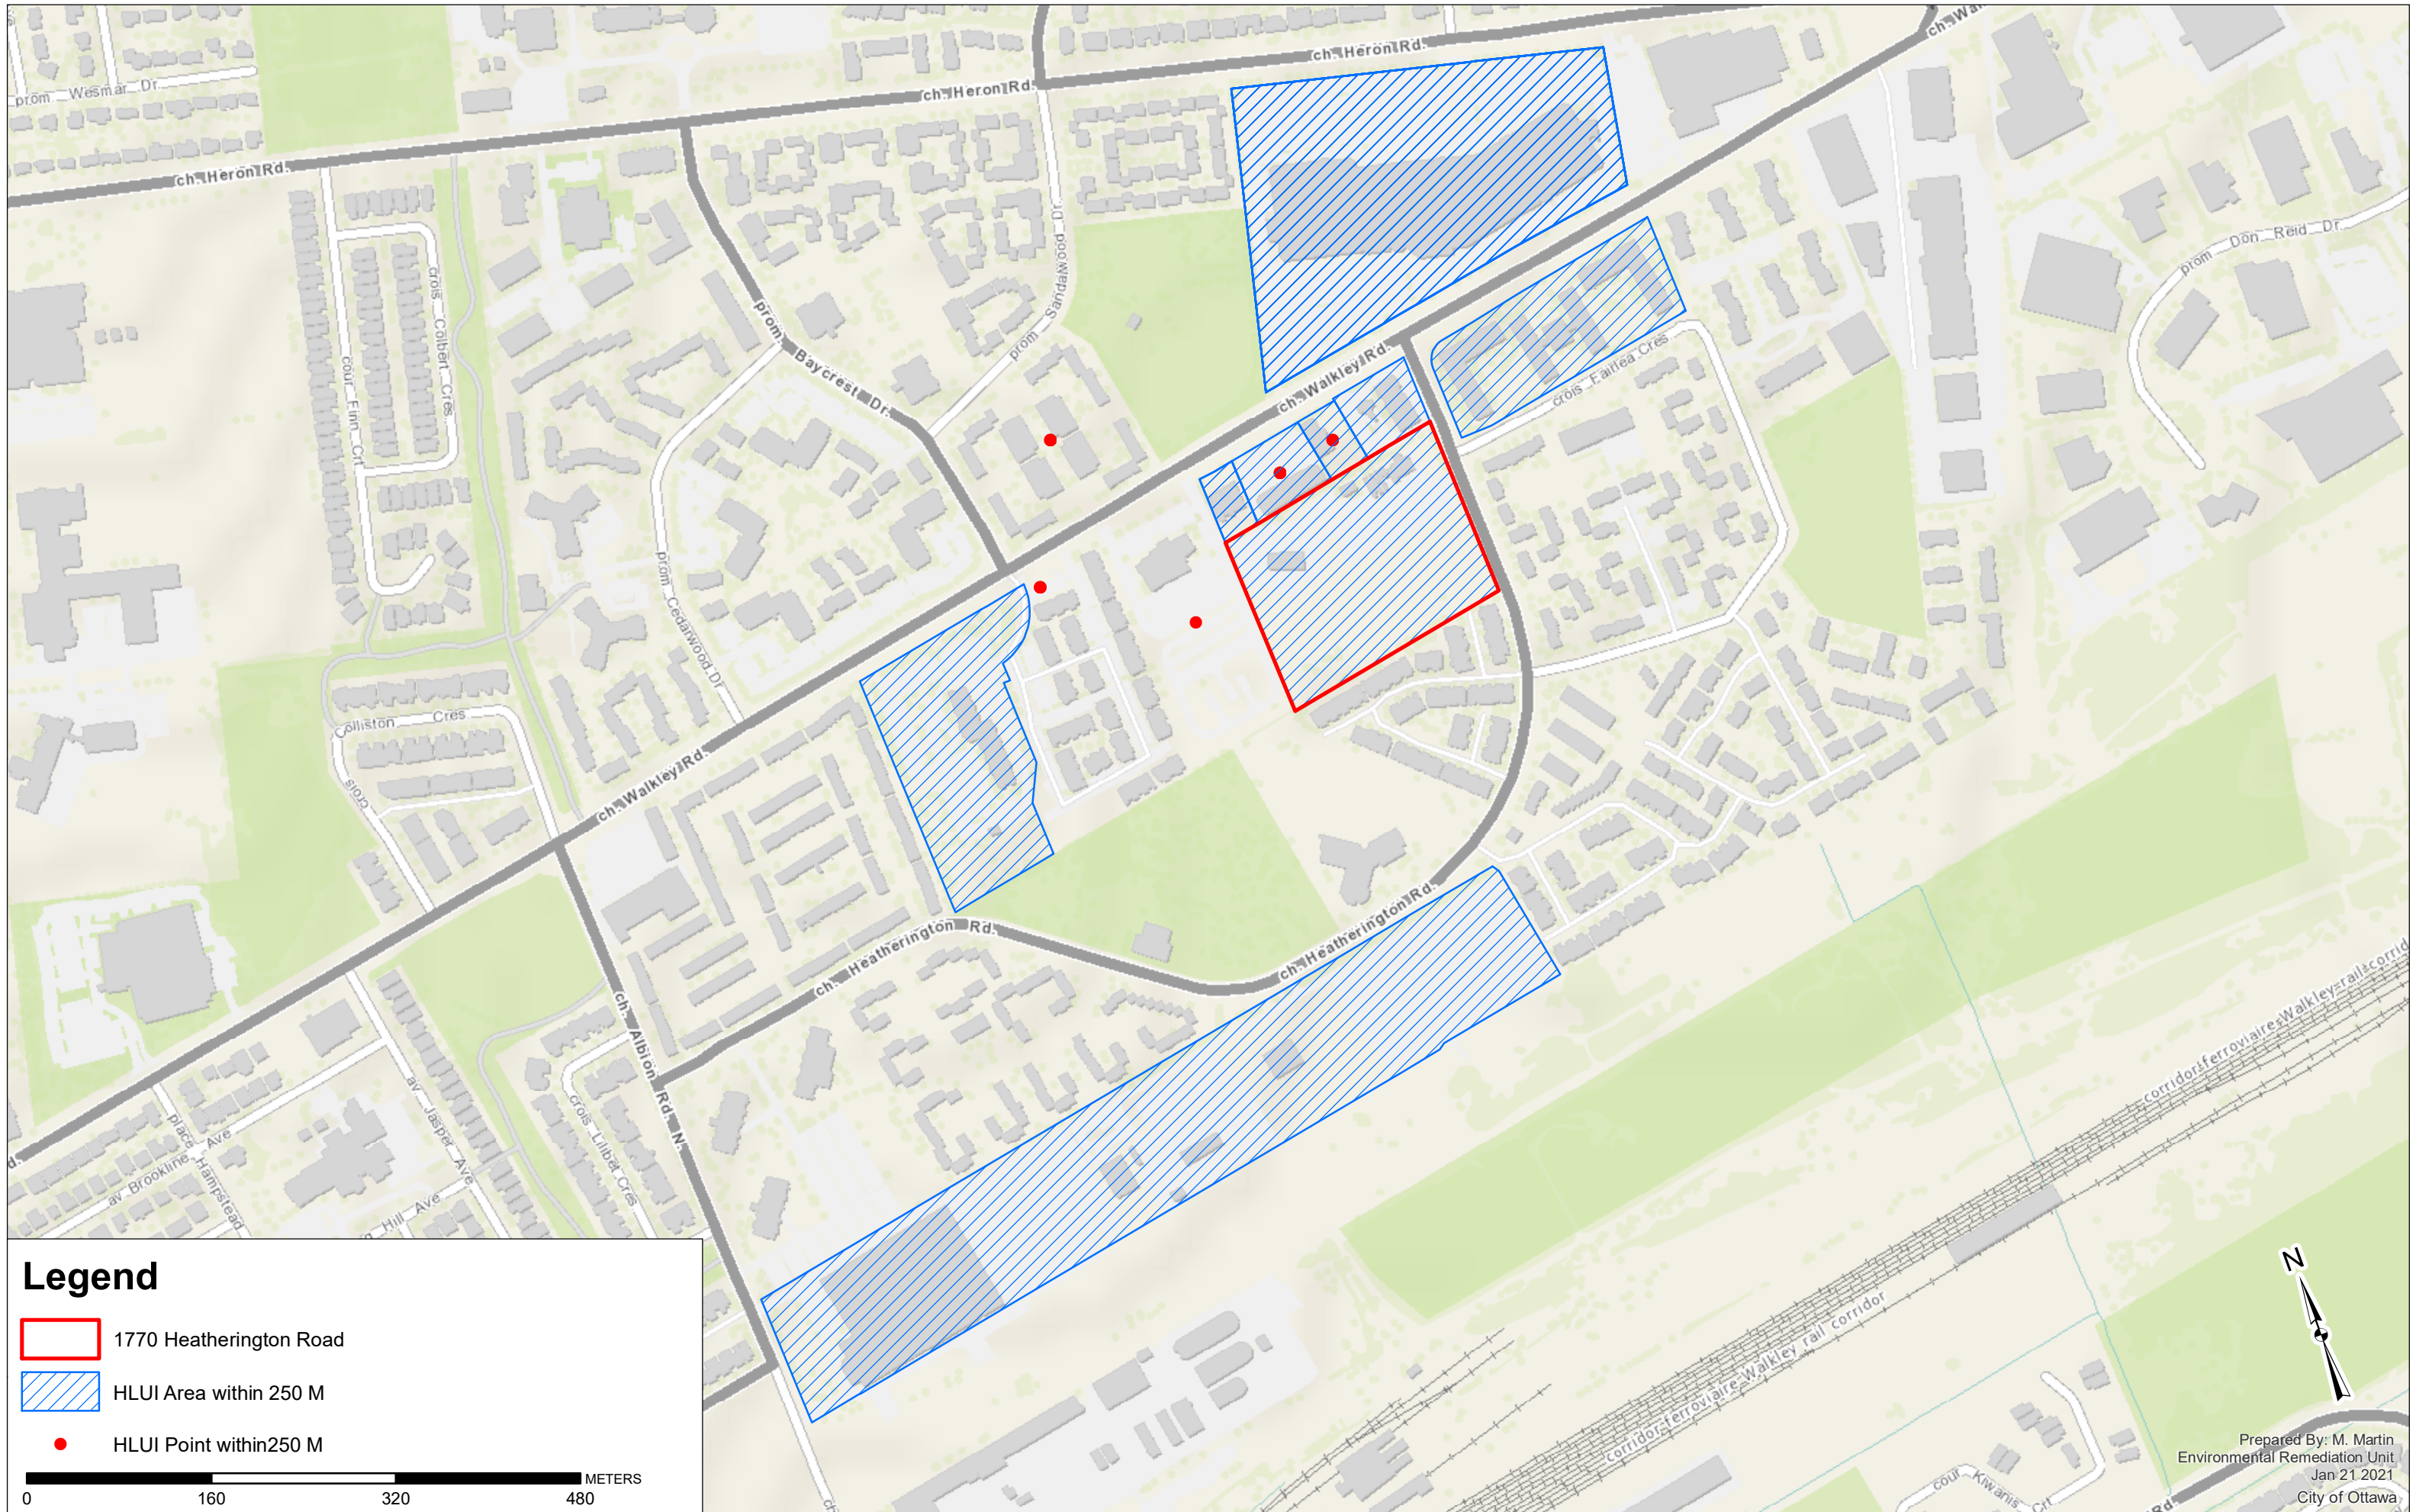 ch. Wal
prom Wesmar Dr.
ch. Heron Rd.
ch. Heron Rd.
ch. Heron Rd.
prom Sandalwood Dr.
prom Don Reid Dr.
crois Colbert Cres
cour Finn Crt
prom. Baycrest Dr.
ch. Walkley Rd.
crois Fairlea Cres
prom Cedarwood Dr
crois Colliston Cres
ch. Walkley Rd.
ch. Heatherington Rd.
ch. Heatherington Rd.
ch. Albion Rd. N.
av Jasper Ave
crois Lilibet Cres
place Hampstead
av Brookline Ave
Hill Ave
d.
corridor ferroviaire Walkley rail corrid
corridor ferroviaire Walkley rail corridor
cour Kiwanis Crt
Rd.
ch
N
Legend
1770 Heatherington Road
HLUI Area within 250 M
HLUI Point within250 M
METERS
0 160 320 480
Prepared By: M. Martin
Environmental Remediation Unit
Jan 21 2021
City of Ottawa